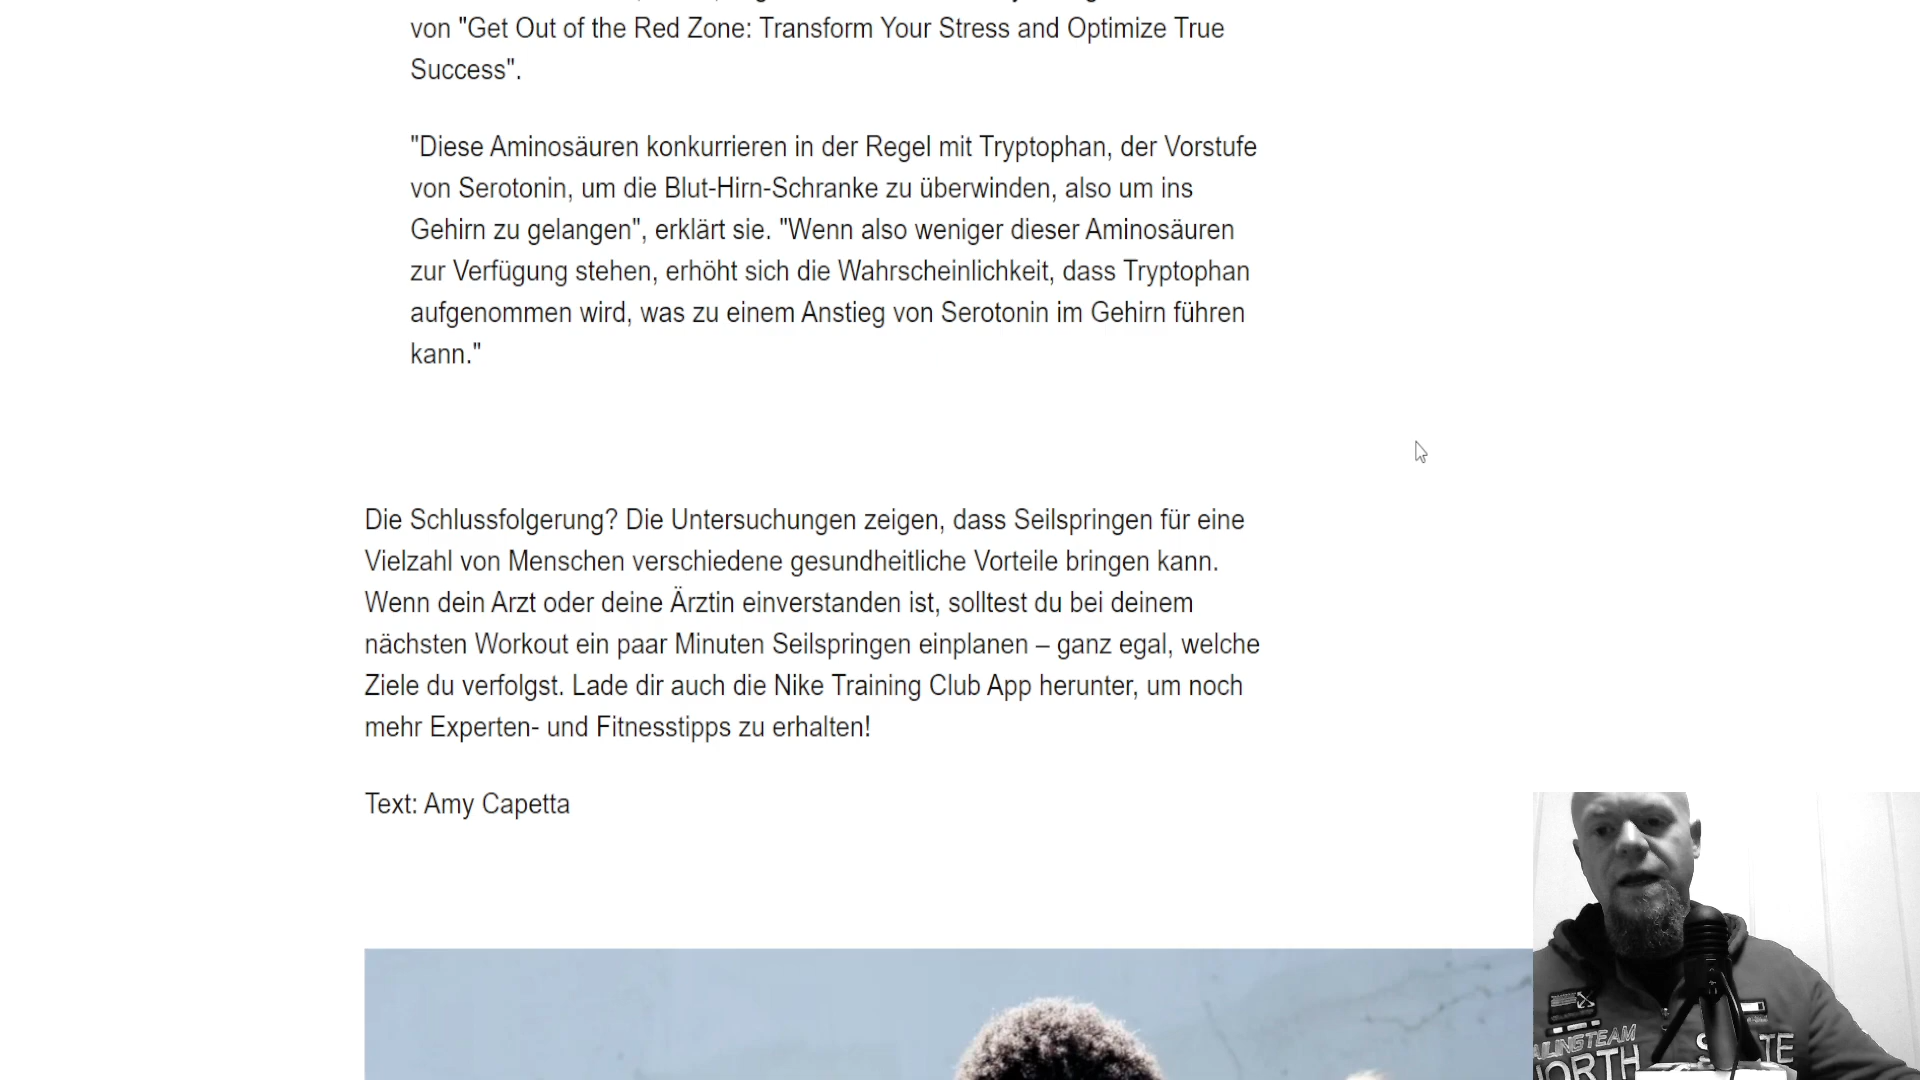 von "Get Out of the Red Zone: Transform Your Stress and Optimize True
Success".
"Diese Aminosäuren konkurrieren in der Regel mit Tryptophan, der Vorstufe
von Serotonin, um die Blut-Hirn-Schranke zu überwinden, also um ins
Gehirn zu gelangen", erklärt sie. "Wenn also weniger dieser Aminosäuren
zur Verfügung stehen, erhöht sich die Wahrscheinlichkeit, dass Tryptophan
aufgenommen wird, was zu einem Anstieg von Serotonin im Gehirn führen
kann."
Die Schlussfolgerung? Die Untersuchungen zeigen, dass Seilspringen für eine
Vielzahl von Menschen verschiedene gesundheitliche Vorteile bringen kann.
Wenn dein Arzt oder deine Ärztin einverstanden ist, solltest du bei deinem
nächsten Workout ein paar Minuten Seilspringen einplanen – ganz egal, welche
Ziele du verfolgst. Lade dir auch die Nike Training Club App herunter, um noch
mehr Experten- und Fitnesstipps zu erhalten!
Text: Amy Capetta